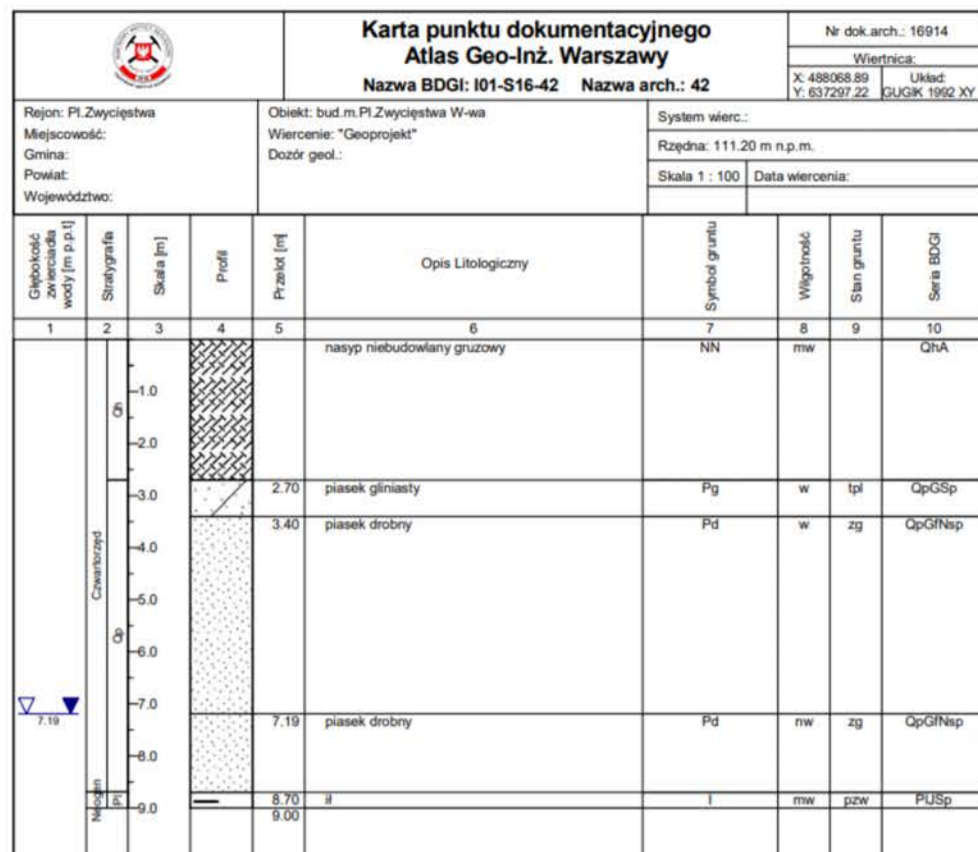 Karta punktu dokumentacyjnego
Atlas Geo-Inż. Warszawy
Nazwa BDGI: I01-S16-42 Nazwa arch.: 42
Nr dok.arch.: 16914
Wiertnica:
X: 488068.89
Y: 637297.22
Układ:
GUGIK 1992 XY
Rejon: Pl.Zwycięstwa
Miejscowość:
Gmina:
Powiat:
Województwo:
Obiekt: bud.m.Pl.Zwycięstwa W-wa
Wiercenie: "Geoprojekt"
Dozór geol.:
System wierc.:
Rzędna: 111.20 m n.p.m.
Skala 1 : 100 Data wiercenia:
Głębokość
zwierciadła
wody [m p.p.t]
Stratygrafia
Skala [m]
Profil
Przelot [m]
Opis Litologiczny
Symbol gruntu
Wilgotność
Stan gruntu
Seria BDGI
1 2 3 4 5 6 7 8 9 10
nasyp niebudowlany gruzowy NN mw QhA
Qh
-1.0
-2.0
2.70 piasek gliniasty Pg w tpl QpGSp
-3.0
3.40 piasek drobny Pd w zg QpGfNsp
-4.0
Czwartorzęd
-5.0
Qp
-6.0
-7.0
7.19
7.19 piasek drobny Pd nw zg QpGfNsp
-8.0
Neogen
Pl
8.70 ił I mw pzw PlJSp
-9.0
9.00